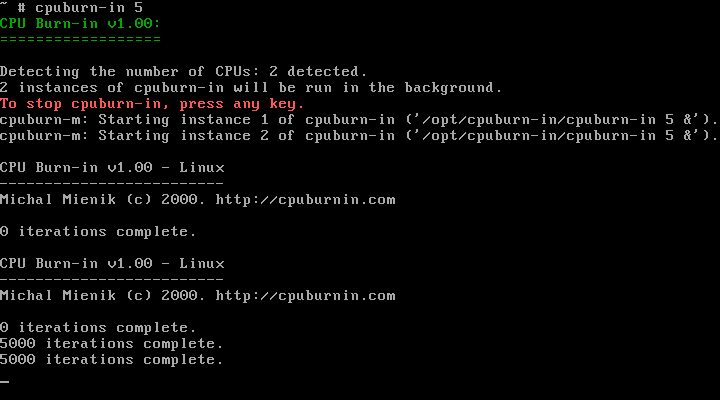 ~ # cpuburn-in 5
CPU Burn-in v1.00:
==================
Detecting the number of CPUs: 2 detected.
2 instances of cpuburn-in will be run in the background.
To stop cpuburn-in, press any key.
cpuburn-m: Starting instance 1 of cpuburn-in ('/opt/cpuburn-in/cpuburn-in 5 &').
cpuburn-m: Starting instance 2 of cpuburn-in ('/opt/cpuburn-in/cpuburn-in 5 &').
CPU Burn-in v1.00 - Linux
-------------------------
Michal Mienik (c) 2000. http://cpuburnin.com
0 iterations complete.
CPU Burn-in v1.00 - Linux
-------------------------
Michal Mienik (c) 2000. http://cpuburnin.com
0 iterations complete.
5000 iterations complete.
5000 iterations complete.
_